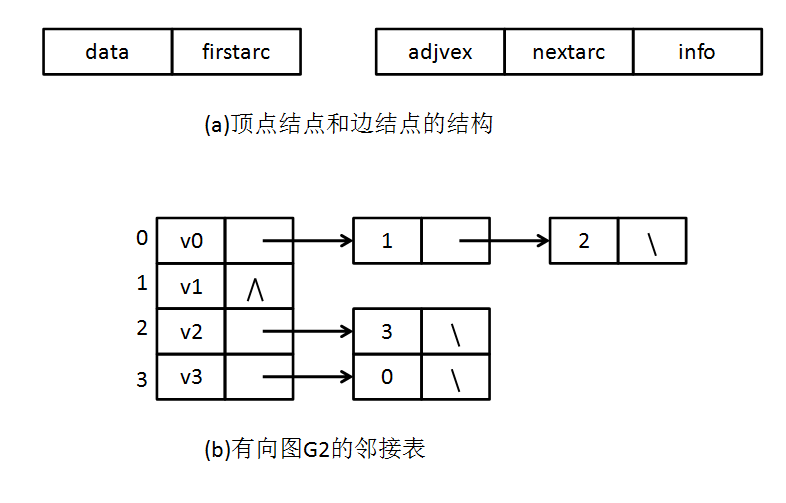 data firstarc adjvex nextarc info
(a)顶点结点和边结点的结构
0 v0 1 2 \
1 v1 ∧
2 v2 3 \
3 v3 0 \
(b)有向图G2的邻接表